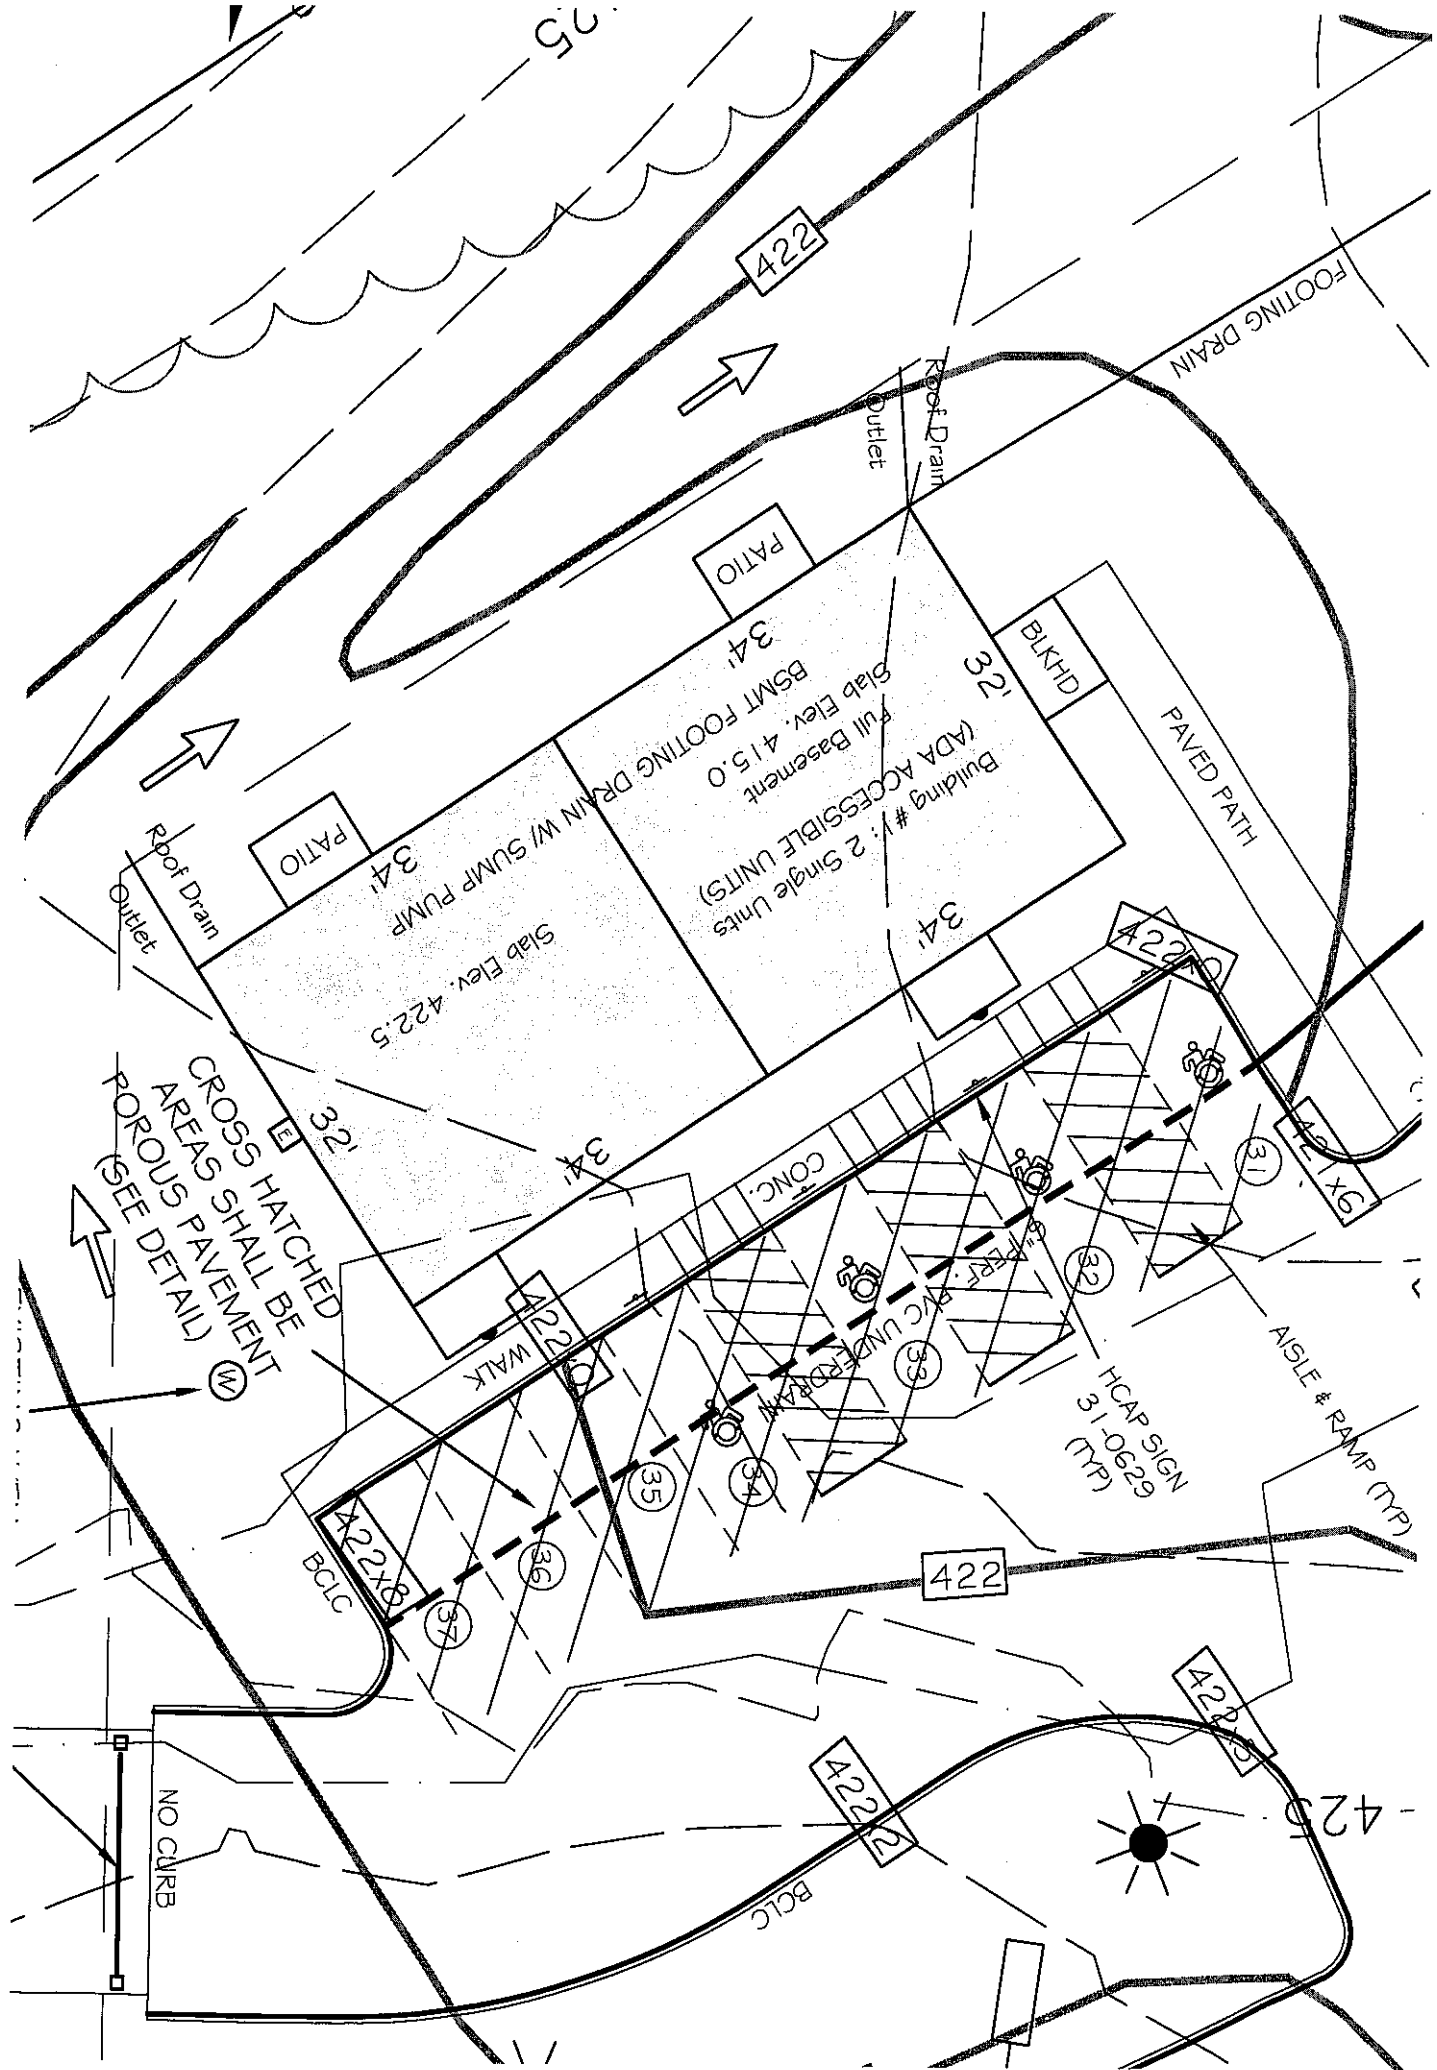 25
422
FOOTING DRAIN
Roof Drain
Outlet
PATIO
34'
32'
BLKHD
PAVED PATH
Building #1: 2 Single Units
(ADA ACCESSIBLE UNITS)
Full Basement
Slab Elev. 415.0
BSMT FOOTING DRAIN W/ SUMP PUMP
34'
PATIO
34'
Roof Drain
Outlet
Slab Elev. 422.5
32'
34'
E
CROSS HATCHED
AREAS SHALL BE
POROUS PAVEMENT
(SEE DETAIL)
W
CONC.
WALK
422x0
421x6
31
32
33
34
35
36
37
6" PERF. PVC UNDERDRAIN
AISLE & RAMP (TYP)
HCAP SIGN
31-0629
(TYP)
422x8
BCLC
422
422x2
BCLC
425
NO CURB